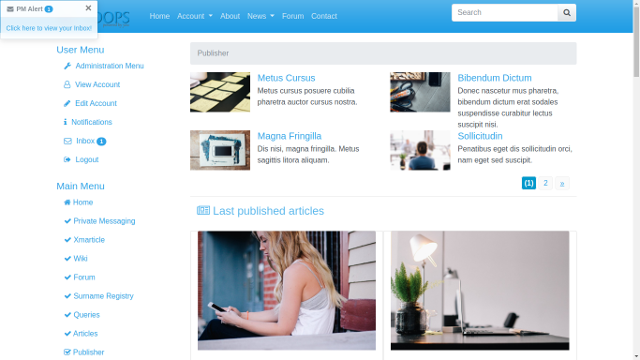 PM Alert 1
×
Click here to view your Inbox!
OOPS
Home
Account
About
News
Forum
Contact
Search
User Menu
Administration Menu
View Account
Edit Account
Notifications
Inbox 1
Logout
Main Menu
Home
Private Messaging
Xmarticle
Wiki
Forum
Surname Registry
Queries
Articles
Publisher
Publisher
Metus Cursus
Metus cursus posuere cubilia
pharetra auctor cursus nostra.
Bibendum Dictum
Donec nascetur mus pharetra,
bibendum dictum erat sodales
suspendisse curabitur lectus
suscipit nisi.
Magna Fringilla
Dis nisi, magna fringilla. Metus
sagittis litora aliquam.
Sollicitudin
Penatibus eget dis sollicitudin orci,
nam eget sed suscipit.
(1) 2 »
Last published articles